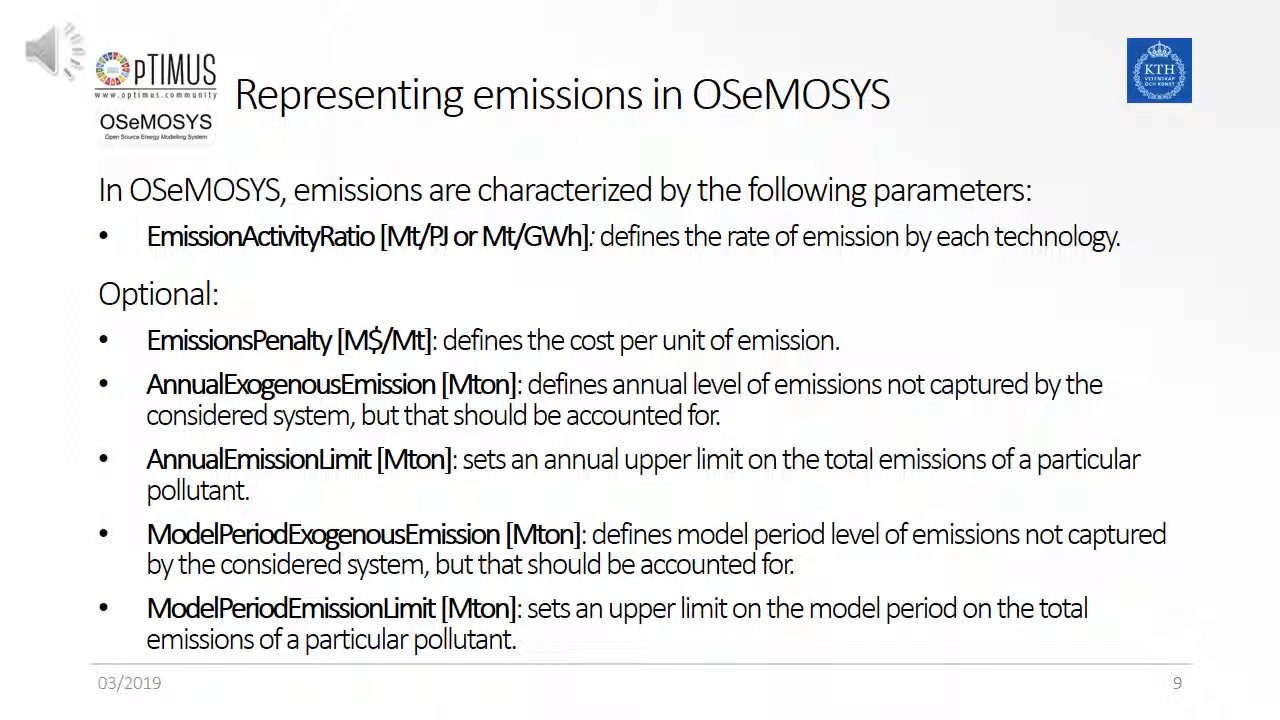 OpTIMUS
www.optimus.community
OSeMOSYS
Open Source Energy Modelling System
Representing emissions in OSeMOSYS
KTH
VETENSKAP
OCH KONST
In OSeMOSYS, emissions are characterized by the following parameters:
• EmissionActivityRatio [Mt/PJ or Mt/GWh]: defines the rate of emission by each technology.
Optional:
• EmissionsPenalty [M$/Mt]: defines the cost per unit of emission.
• AnnualExogenousEmission [Mton]: defines annual level of emissions not captured by the
considered system, but that should be accounted for.
• AnnualEmissionLimit [Mton]: sets an annual upper limit on the total emissions of a particular
pollutant.
• ModelPeriodExogenousEmission [Mton]: defines model period level of emissions not captured
by the considered system, but that should be accounted for.
• ModelPeriodEmissionLimit [Mton]: sets an upper limit on the model period on the total
emissions of a particular pollutant.
03/2019
9